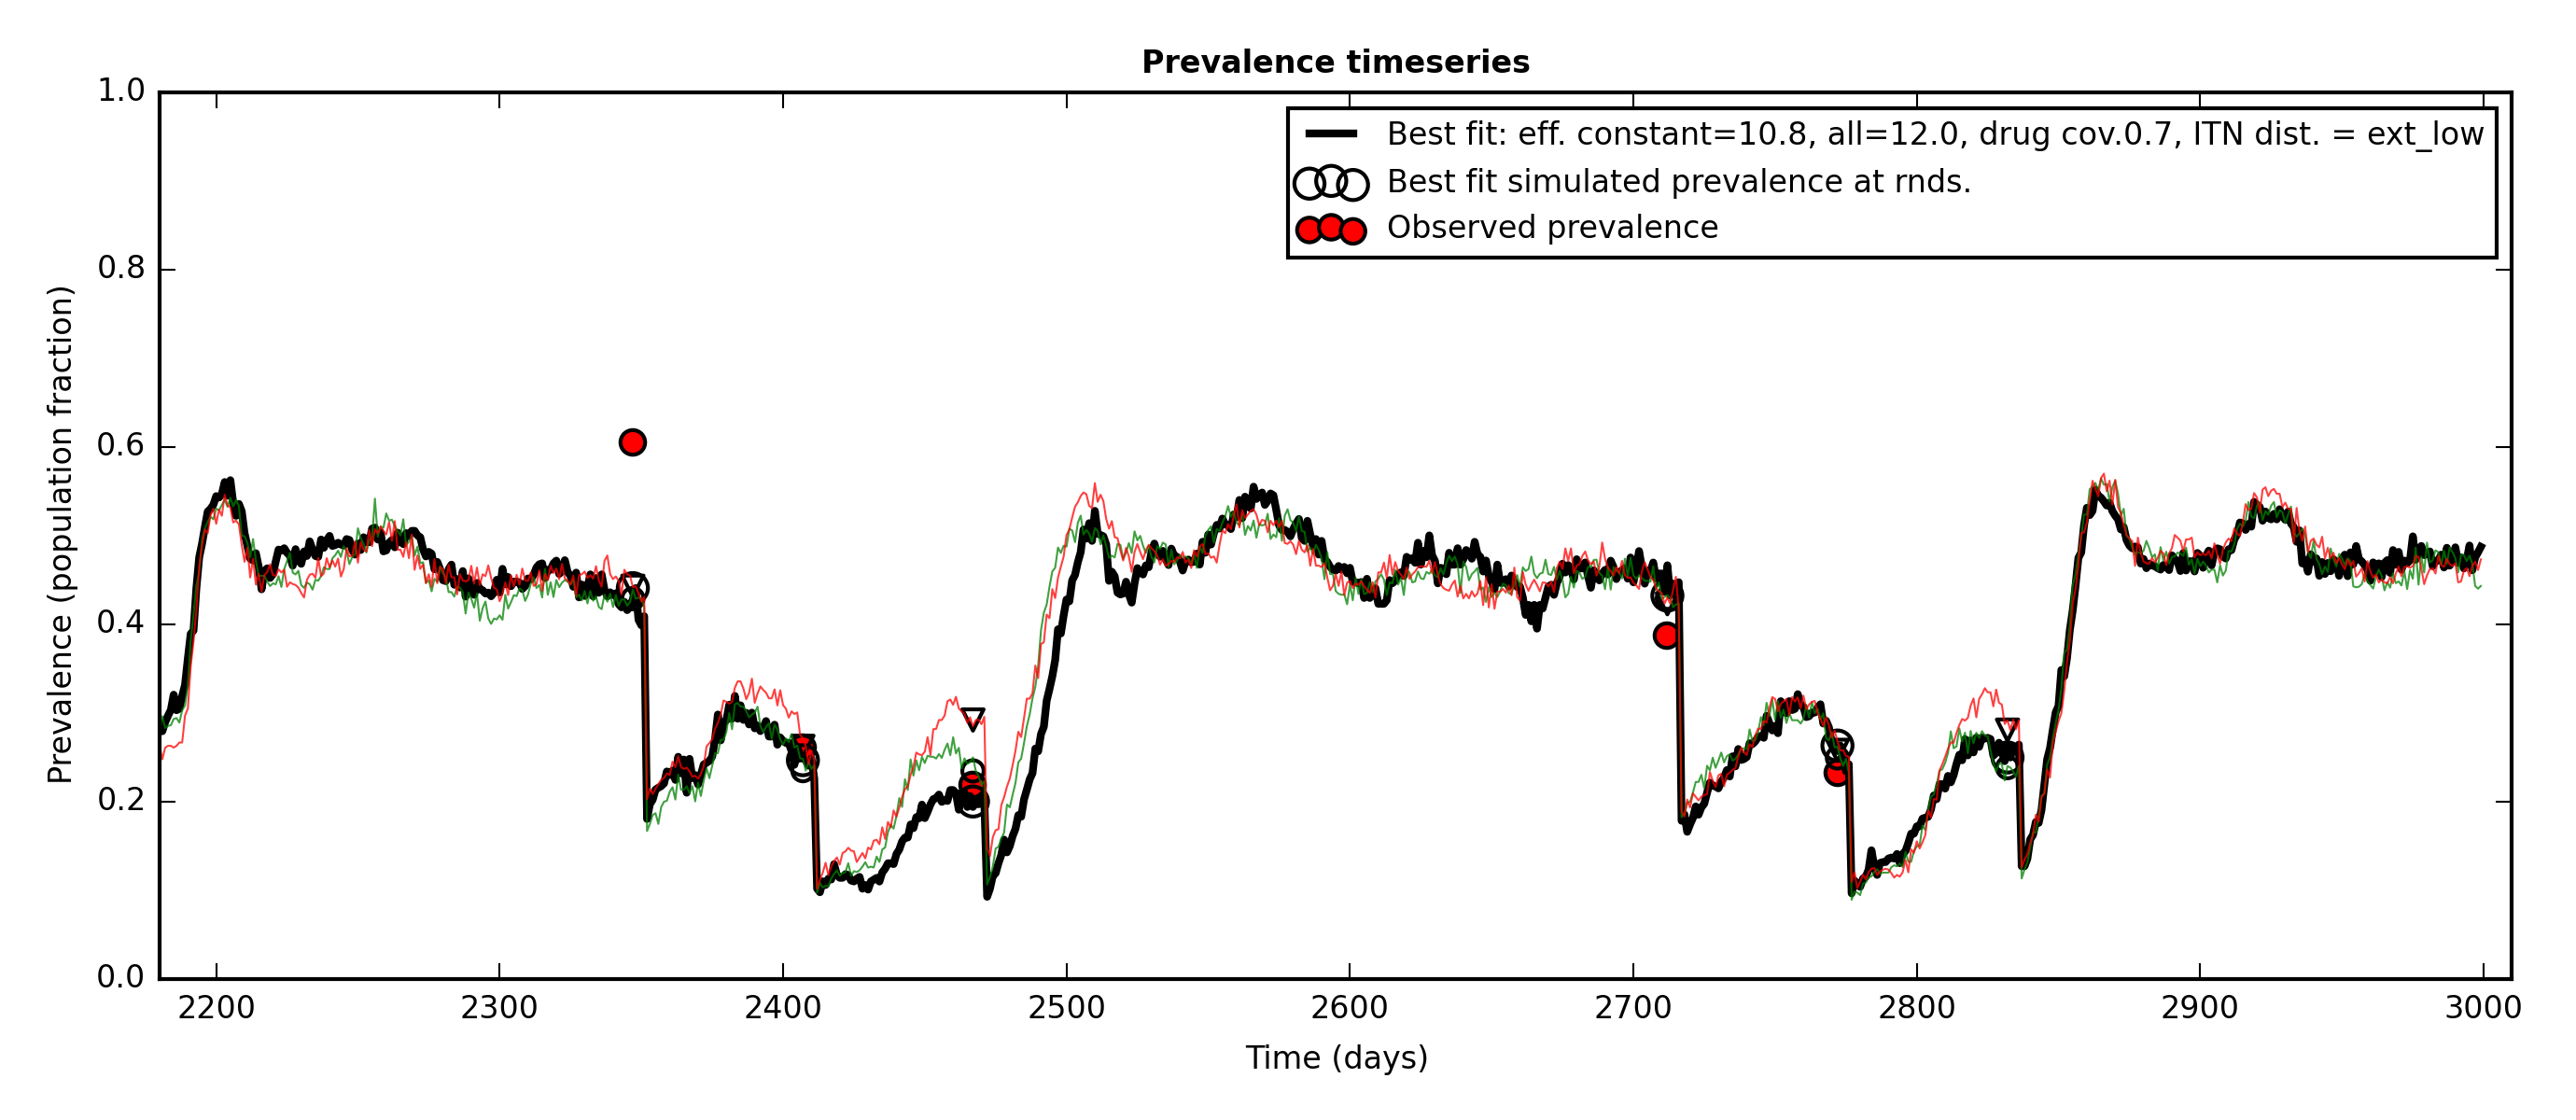 Prevalence timeseries
Best fit: eff. constant=10.8, all=12.0, drug cov.0.7, ITN dist. = ext_low
Best fit simulated prevalence at rnds.
Observed prevalence
Prevalence (population fraction)
1.0
0.8
0.6
0.4
0.2
0.0
2200 2300 2400 2500 2600 2700 2800 2900 3000
Time (days)